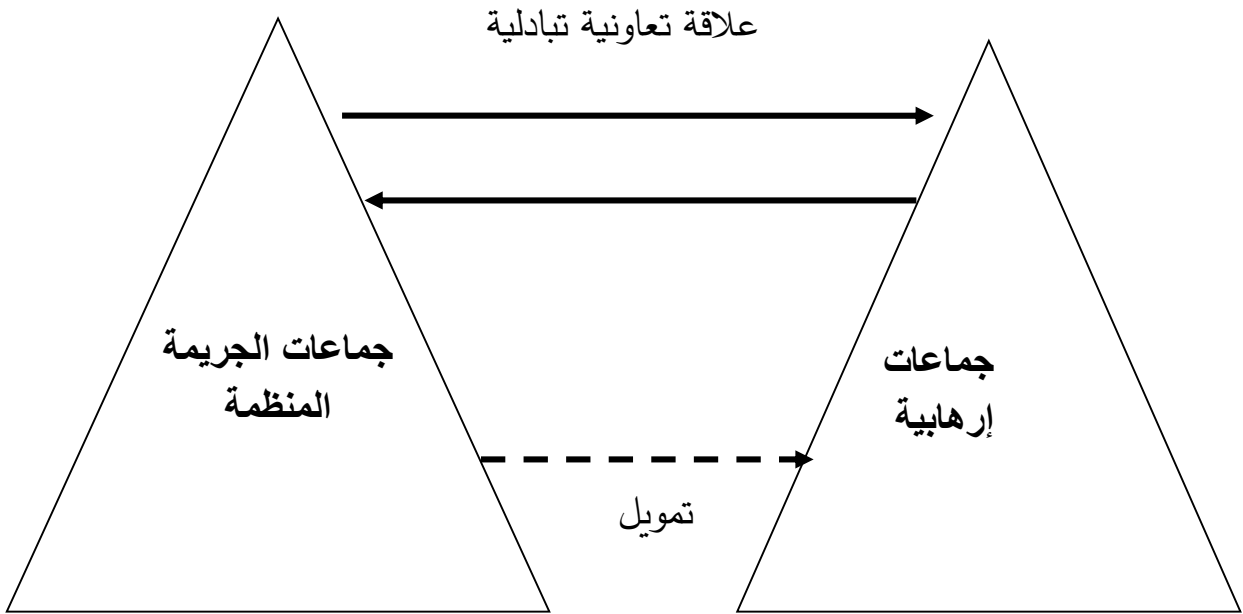 علاقة تعاونية تبادلية
جماعات الجريمة
المنظمة
جماعات
إرهابية
تمويل